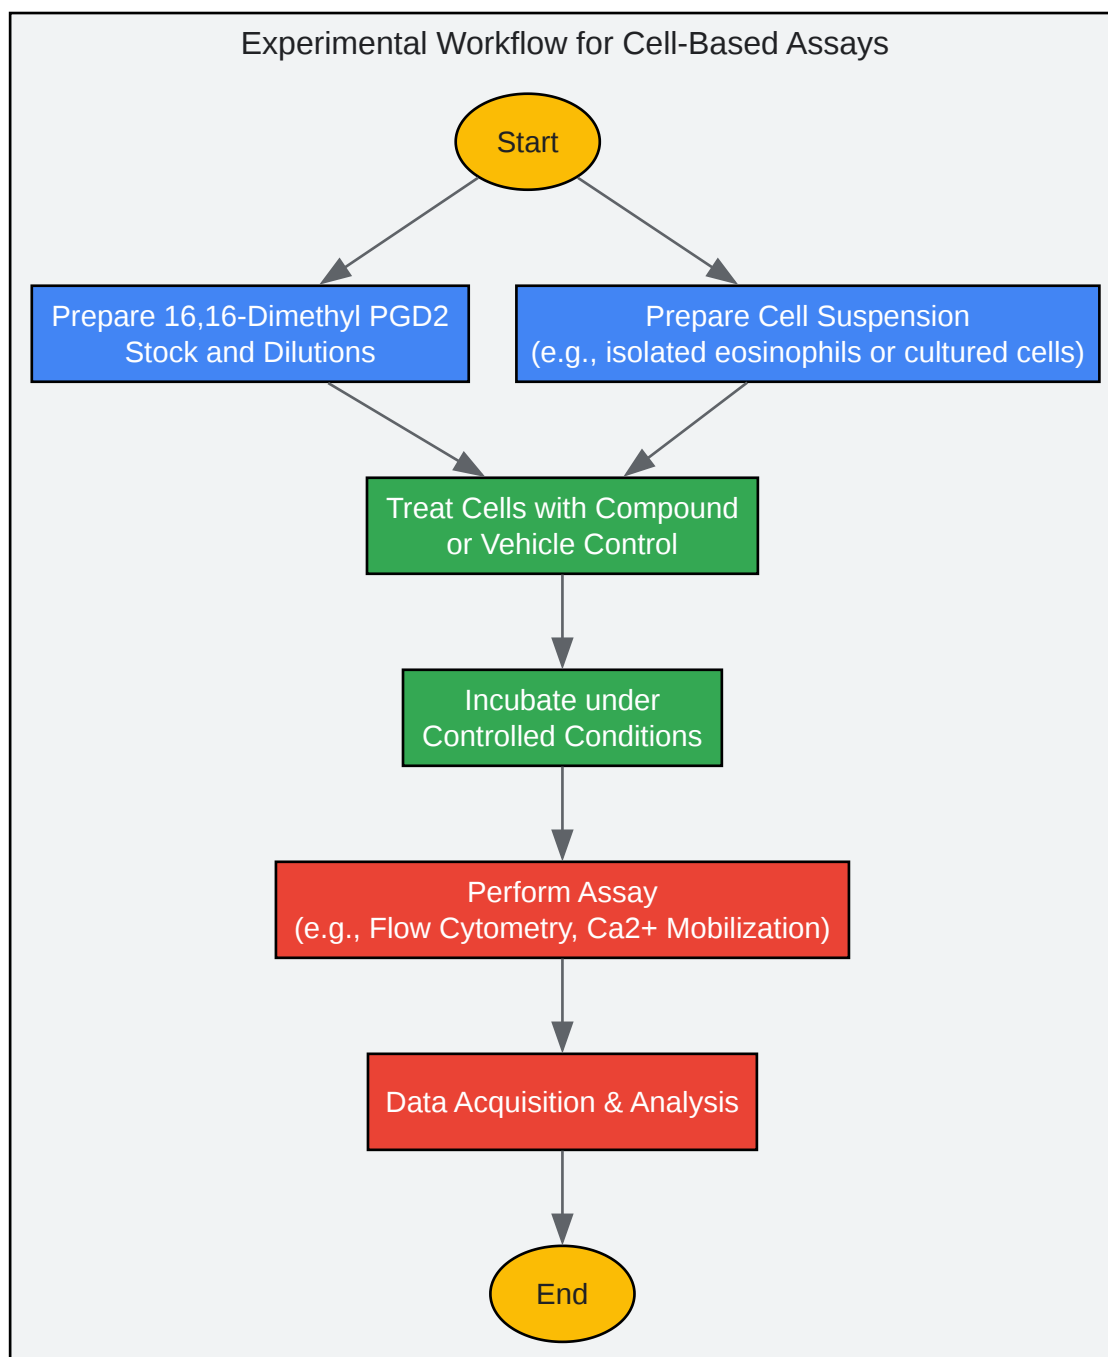 Experimental Workflow for Cell-Based Assays
Start
Prepare 16,16-Dimethyl PGD2
Stock and Dilutions
Prepare Cell Suspension
(e.g., isolated eosinophils or cultured cells)
Treat Cells with Compound
or Vehicle Control
Incubate under
Controlled Conditions
Perform Assay
(e.g., Flow Cytometry, Ca2+ Mobilization)
Data Acquisition & Analysis
End